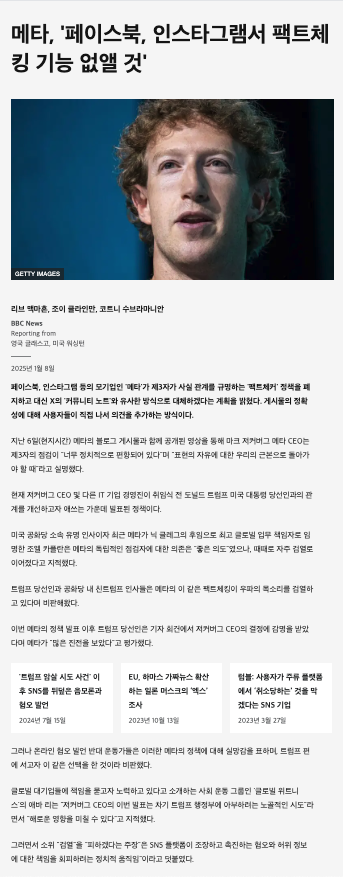 메타, '페이스북, 인스타그램서 팩트체
킹 기능 없앨 것'
GETTY IMAGES
리브 맥마흔, 조이 클라인만, 코트니 수브라마니안
BBC News
Reporting from
영국 글래스고, 미국 워싱턴
2025년 1월 8일
페이스북, 인스타그램 등의 모기업인 '메타'가 제3자가 사실 관계를 규명하는 '팩트체커' 정책을 폐
지하고 대신 X의 '커뮤니티 노트'와 유사한 방식으로 대체하겠다는 계획을 밝혔다. 게시물의 정확
성에 대해 사용자들이 직접 나서 의견을 추가하는 방식이다.
지난 6일(현지시간) 메타의 블로그 게시물과 함께 공개된 영상을 통해 마크 저커버그 메타 CEO는
제3자의 점검이 "너무 정치적으로 편향되어 있다"며 "표현의 자유에 대한 우리의 근본으로 돌아가
야 할 때"라고 설명했다.
현재 저커버그 CEO 및 다른 IT 기업 경영진이 취임식 전 도널드 트럼프 미국 대통령 당선인과의 관
계를 개선하고자 애쓰는 가운데 발표된 정책이다.
미국 공화당 소속 유명 인사이자 최근 메타가 닉 클레그의 후임으로 최고 글로벌 업무 책임자로 임
명한 조엘 카플란은 메타의 독립적인 점검자에 대한 의존은 "좋은 의도"였으나, 때때로 자주 검열로
이어졌다고 지적했다.
트럼프 당선인과 공화당 내 친트럼프 인사들은 메타의 이 같은 팩트체킹이 우파의 목소리를 검열하
고 있다며 비판해왔다.
이번 메타의 정책 발표 이후 트럼프 당선인은 기자 회견에서 저커버그 CEO의 결정에 감명을 받았
다며 메타가 "많은 진전을 보았다"고 평가했다.
'트럼프 암살 시도 사건' 이
후 SNS를 뒤덮은 음모론과
혐오 발언
2024년 7월 15일
EU, 하마스 가짜뉴스 확산
하는 일론 머스크의 '엑스'
조사
2023년 10월 13일
럼블: 사용자가 주류 플랫폼
에서 '취소당하는' 것을 막
겠다는 SNS 기업
2023년 3월 27일
그러나 온라인 혐오 발언 반대 운동가들은 이러한 메타의 정책에 대해 실망감을 표하며, 트럼프 편
에 서고자 이 같은 선택을 한 것이라 비판했다.
글로벌 대기업들에 책임을 묻고자 노력하고 있다고 소개하는 사회 운동 그룹인 '글로벌 위트니
스'의 애바 리는 "저커버그 CEO의 이번 발표는 차기 트럼프 행정부에 아부하려는 노골적인 시도"라
면서 "해로운 영향을 미칠 수 있다"고 지적했다.
그러면서 소위 "검열"을 "피하겠다는 주장"은 SNS 플랫폼이 조장하고 촉진하는 혐오와 허위 정보
에 대한 책임을 회피하려는 정치적 움직임"이라고 덧붙였다.